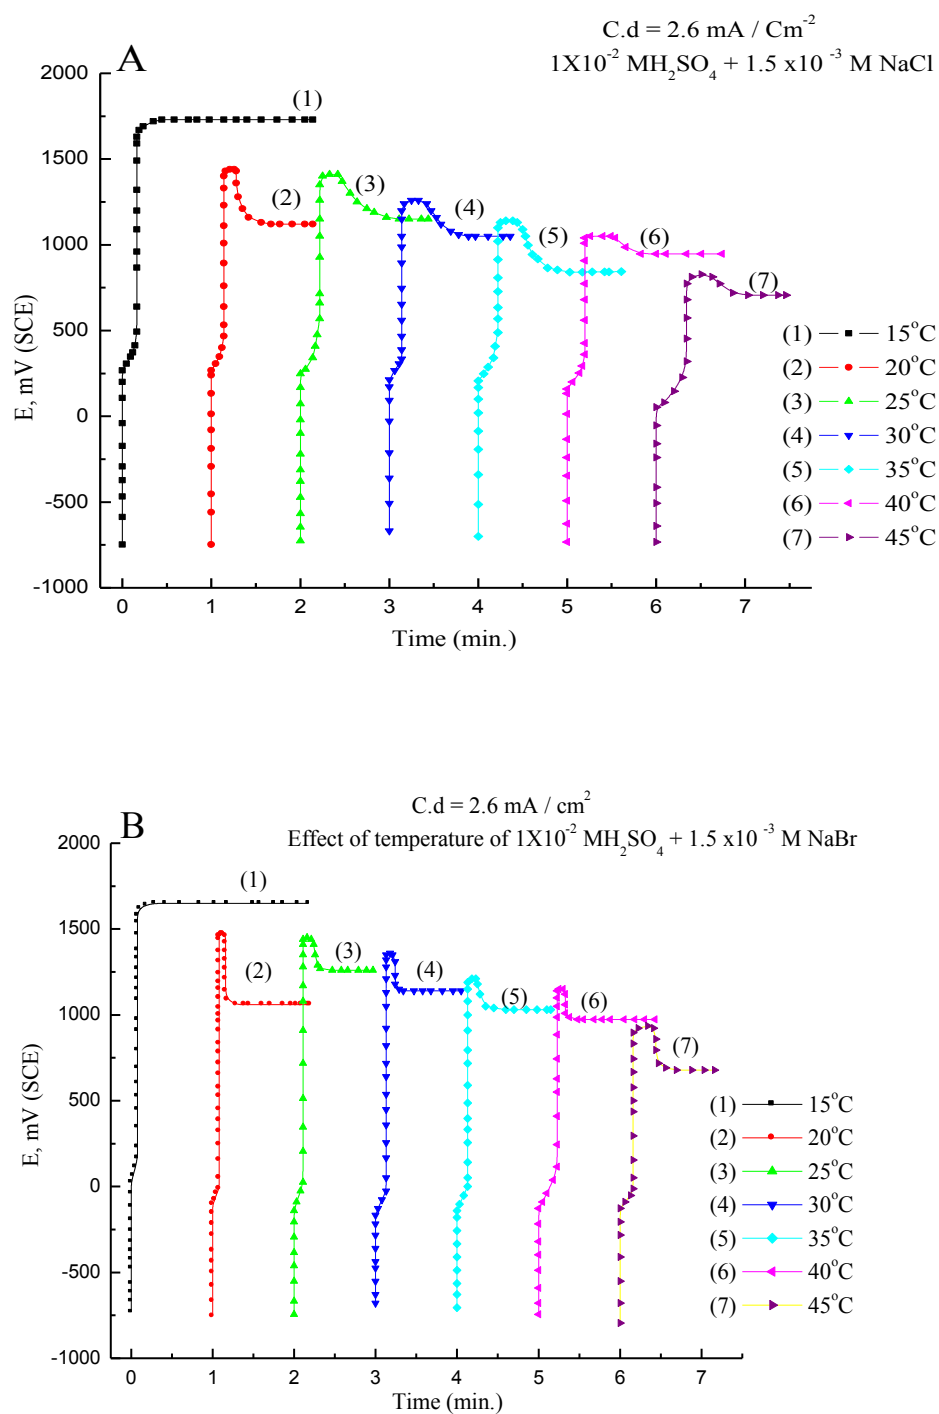 A
C.d = 2.6 mA / Cm⁻²
1X10⁻² MH₂SO₄ + 1.5 x10 ⁻³ M NaCl
2000
1500
1000
500
0
-500
-1000
E, mV (SCE)
(1)
(2)
(3)
(4)
(5)
(6)
(7)
(1) 15°C
(2) 20°C
(3) 25°C
(4) 30°C
(5) 35°C
(6) 40°C
(7) 45°C
0 1 2 3 4 5 6 7
Time (min.)
B
C.d = 2.6 mA / cm²
Effect of temperature of 1X10⁻² MH₂SO₄ + 1.5 x10 ⁻³ M NaBr
2000
1500
1000
500
0
-500
-1000
E, mV (SCE)
(1)
(2)
(3)
(4)
(5)
(6)
(7)
(1) 15°C
(2) 20°C
(3) 25°C
(4) 30°C
(5) 35°C
(6) 40°C
(7) 45°C
0 1 2 3 4 5 6 7
Time (min.)